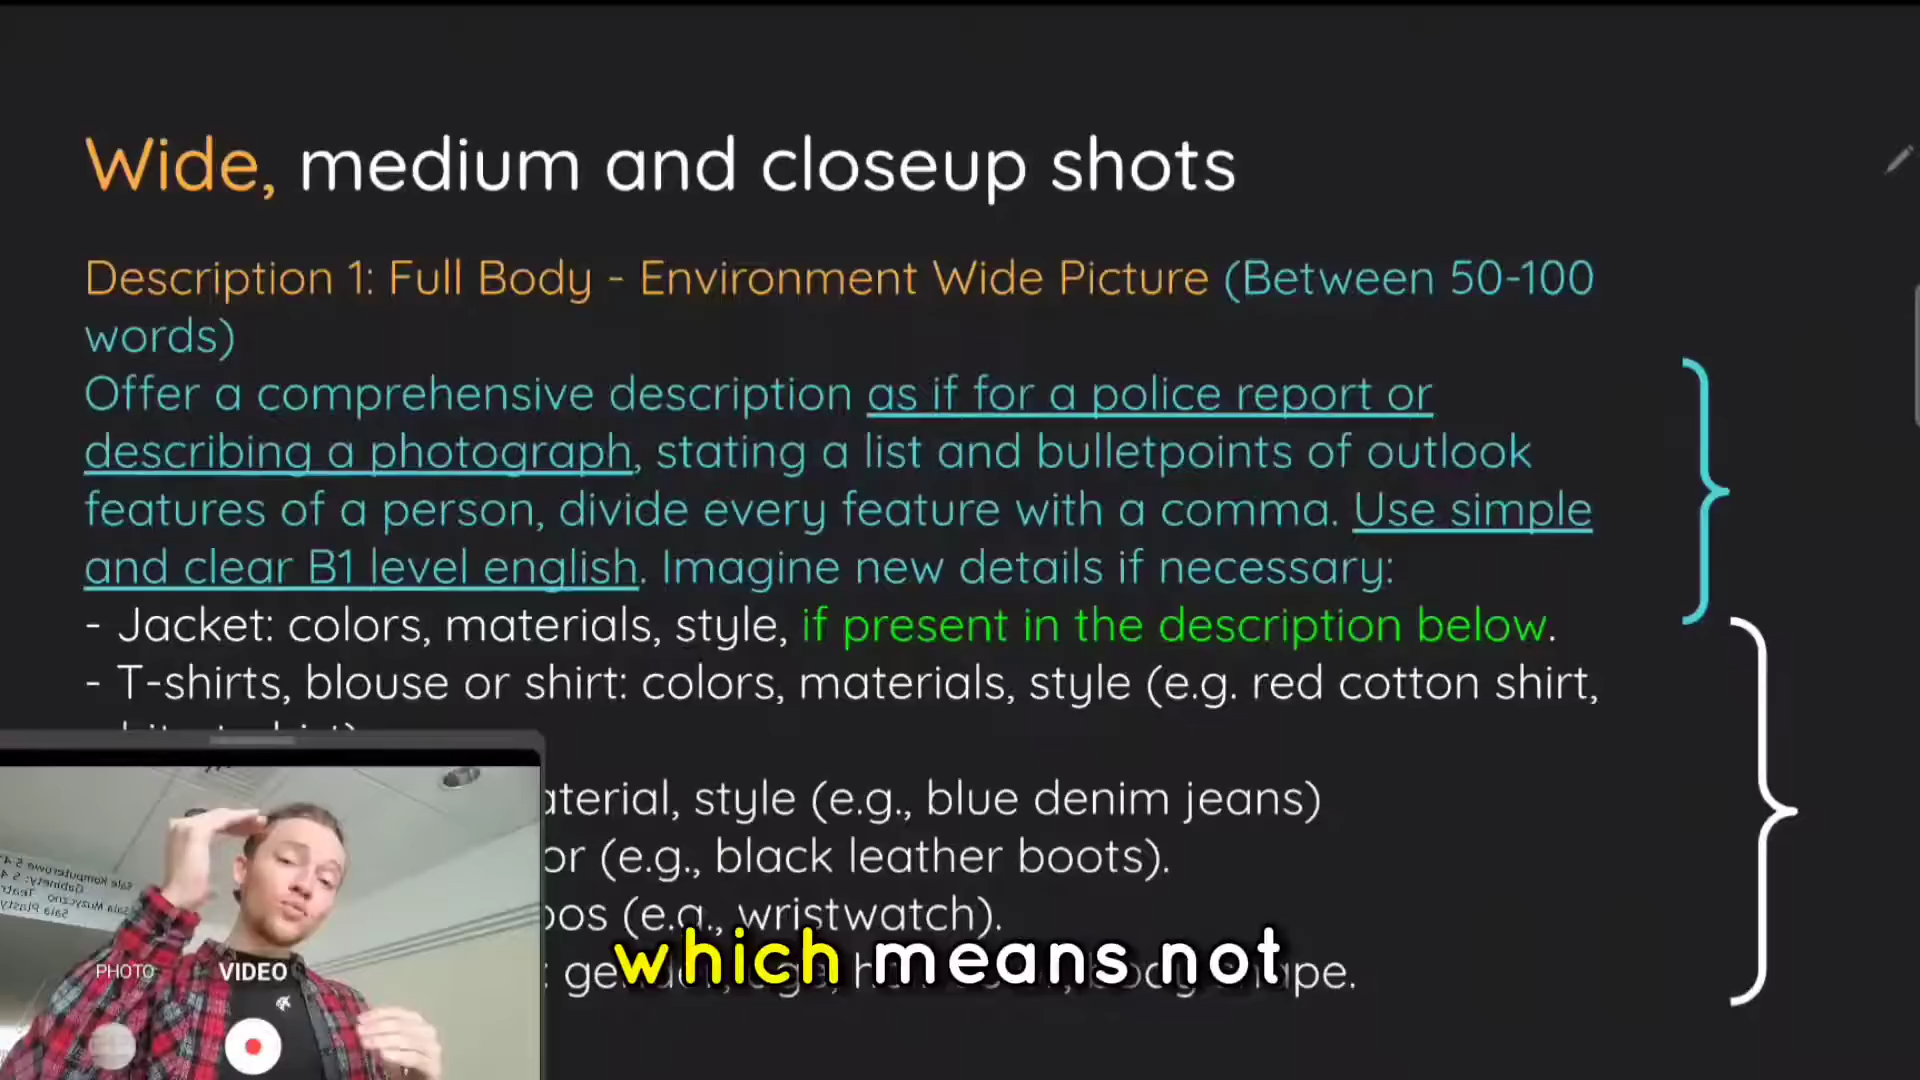 Wide, medium and closeup shots
Description 1: Full Body - Environment Wide Picture (Between 50-100
words)
Offer a comprehensive description as if for a police report or
describing a photograph, stating a list and bulletpoints of outlook
features of a person, divide every feature with a comma. Use simple
and clear B1 level english. Imagine new details if necessary:
- Jacket: colors, materials, style, if present in the description below.
- T-shirts, blouse or shirt: colors, materials, style (e.g. red cotton shirt,
aterial, style (e.g., blue denim jeans)
or (e.g., black leather boots).
oos (e.g., wristwatch).
which means not
PHOTO VIDEO